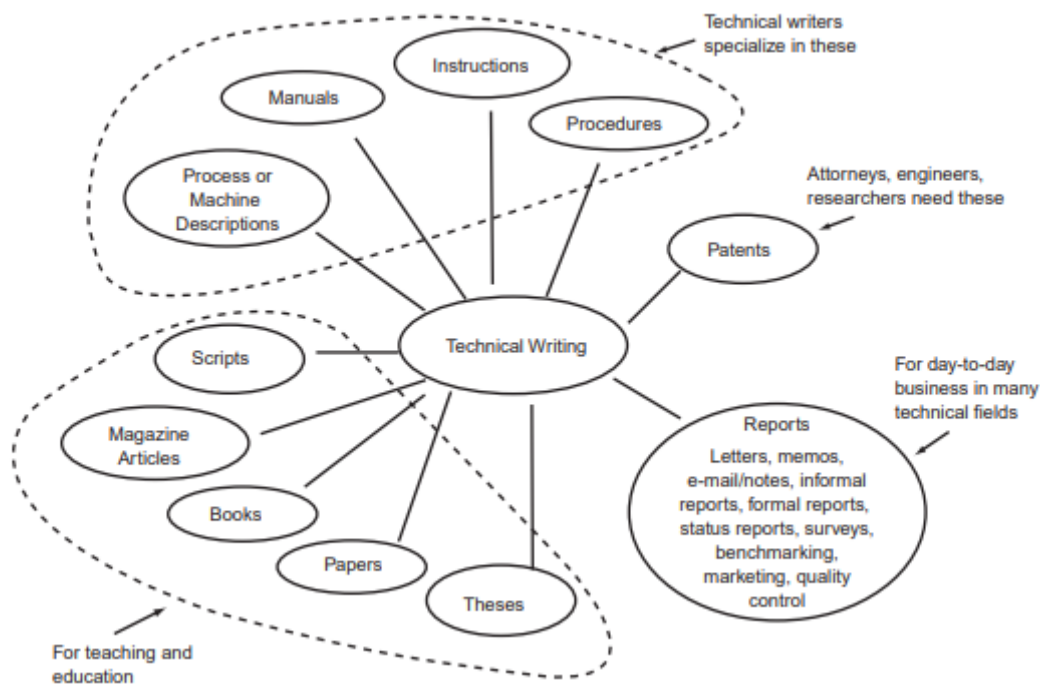 Technical writers
specialize in these
Instructions
Manuals
Procedures
Process or
Machine
Descriptions
Attorneys, engineers,
researchers need these
Patents
Technical Writing
Scripts
For day-to-day
business in many
technical fields
Magazine
Articles
Reports
Letters, memos,
e-mail/notes, informal
reports, formal reports,
status reports, surveys,
benchmarking,
marketing, quality
control
Books
Papers
Theses
For teaching and
education